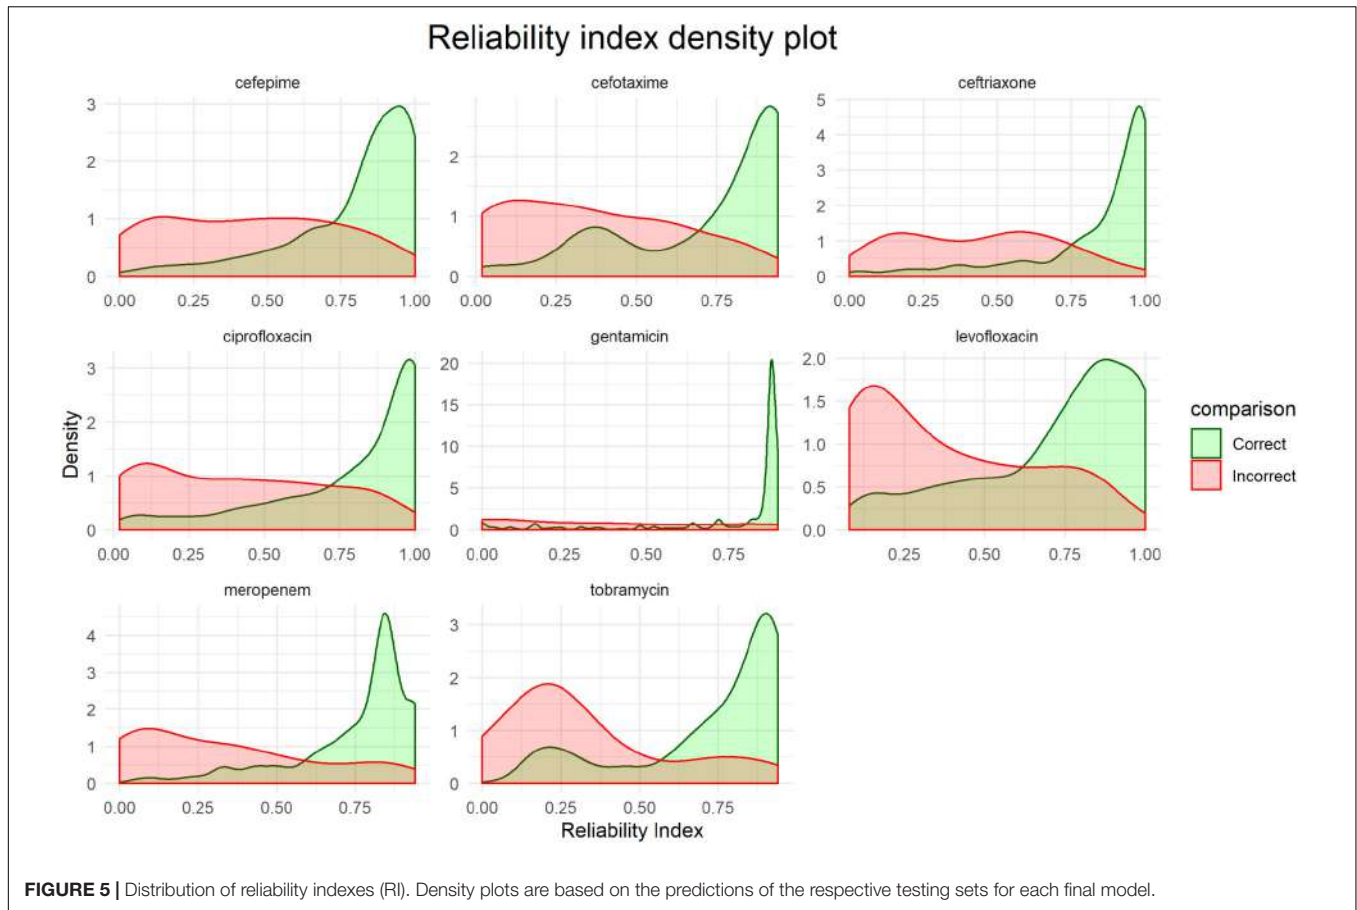 Reliability index density plot
cefepime
cefotaxime
ceftriaxone
3
2
1
0
0.00 0.25 0.50 0.75 1.00
2
1
0
0.00 0.25 0.50 0.75
5
4
3
2
1
0
0.00 0.25 0.50 0.75 1.00
ciprofloxacin
gentamicin
levofloxacin
Density
3
2
1
0
0.00 0.25 0.50 0.75 1.00
20
15
10
5
0
0.00 0.25 0.50 0.75
2.0
1.5
1.0
0.5
0.0
0.25 0.50 0.75 1.00
comparison
Correct
Incorrect
meropenem
tobramycin
4
3
2
1
0
0.00 0.25 0.50 0.75
3
2
1
0
0.00 0.25 0.50 0.75
Reliability Index
FIGURE 5 | Distribution of reliability indexes (RI). Density plots are based on the predictions of the respective testing sets for each final model.